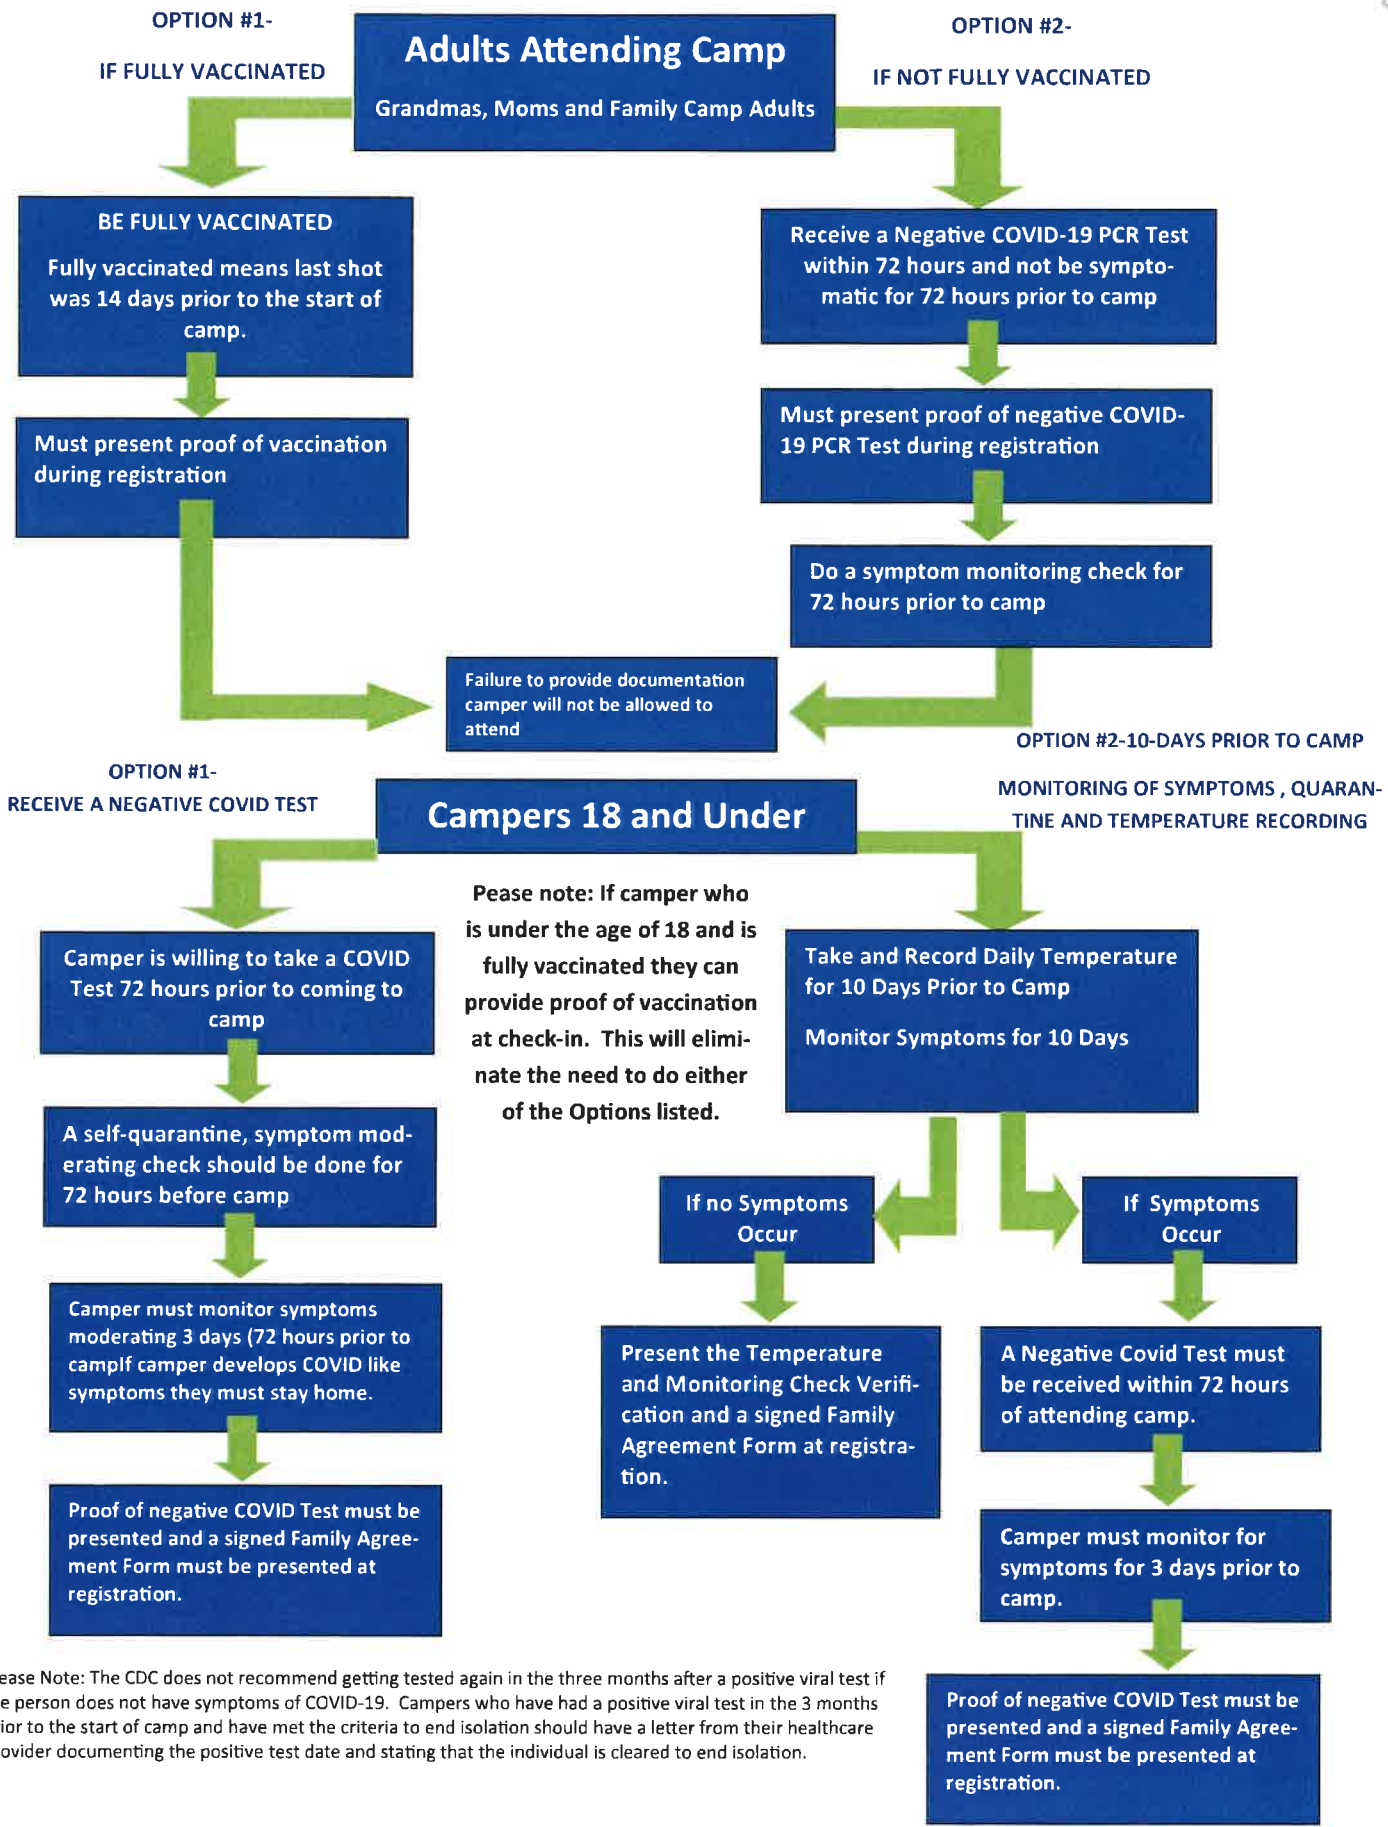 OPTION #1-
IF FULLY VACCINATED
Adults Attending Camp
Grandmas, Moms and Family Camp Adults
OPTION #2-
IF NOT FULLY VACCINATED
BE FULLY VACCINATED
Fully vaccinated means last shot
was 14 days prior to the start of
camp.
Must present proof of vaccination
during registration
Receive a Negative COVID-19 PCR Test
within 72 hours and not be sympto-
matic for 72 hours prior to camp
Must present proof of negative COVID-
19 PCR Test during registration
Do a symptom monitoring check for
72 hours prior to camp
Failure to provide documentation
camper will not be allowed to
attend
OPTION #1-
RECEIVE A NEGATIVE COVID TEST
Campers 18 and Under
OPTION #2-10-DAYS PRIOR TO CAMP
MONITORING OF SYMPTOMS , QUARAN-
TINE AND TEMPERATURE RECORDING
Pease note: If camper who
is under the age of 18 and is
fully vaccinated they can
provide proof of vaccination
at check-in. This will elimi-
nate the need to do either
of the Options listed.
Camper is willing to take a COVID
Test 72 hours prior to coming to
camp
A self-quarantine, symptom mod-
erating check should be done for
72 hours before camp
Camper must monitor symptoms
moderating 3 days (72 hours prior to
campIf camper develops COVID like
symptoms they must stay home.
Proof of negative COVID Test must be
presented and a signed Family Agree-
ment Form must be presented at
registration.
Take and Record Daily Temperature
for 10 Days Prior to Camp
Monitor Symptoms for 10 Days
If no Symptoms
Occur
Present the Temperature
and Monitoring Check Verifi-
cation and a signed Family
Agreement Form at registra-
tion.
If Symptoms
Occur
A Negative Covid Test must
be received within 72 hours
of attending camp.
Camper must monitor for
symptoms for 3 days prior to
camp.
Proof of negative COVID Test must be
presented and a signed Family Agree-
ment Form must be presented at
registration.
ease Note: The CDC does not recommend getting tested again in the three months after a positive viral test if
e person does not have symptoms of COVID-19. Campers who have had a positive viral test in the 3 months
ior to the start of camp and have met the criteria to end isolation should have a letter from their healthcare
ovider documenting the positive test date and stating that the individual is cleared to end isolation.